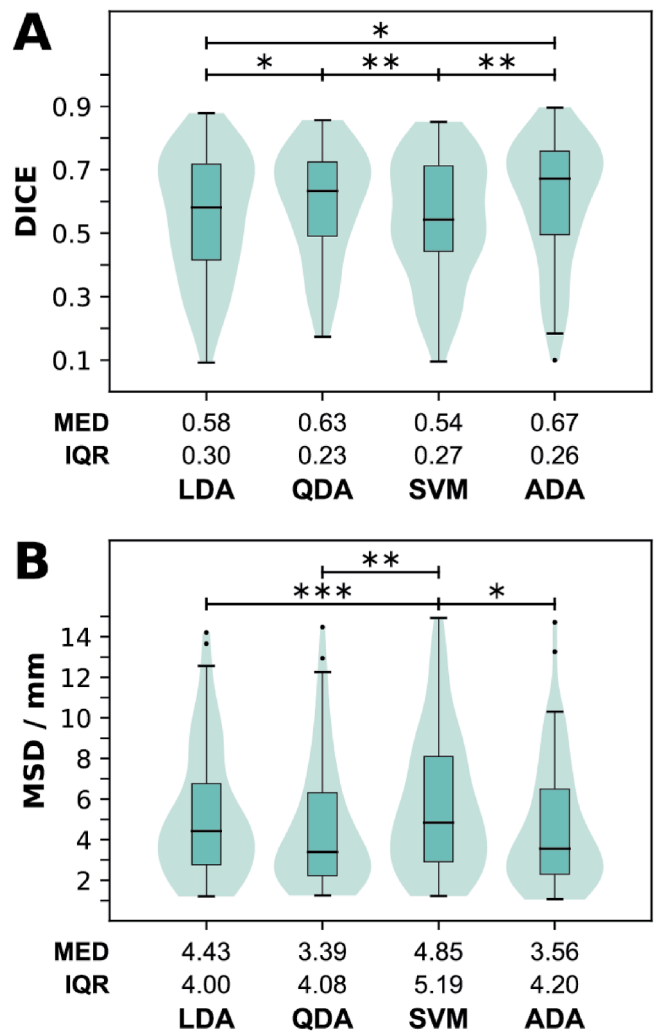 A
*
* ** **
0.9
0.7
0.5
0.3
0.1
DICE
MED 0.58 0.63 0.54 0.67
IQR 0.30 0.23 0.27 0.26
LDA QDA SVM ADA
B
**
*** *
14
12
10
8
6
4
2
MSD / mm
MED 4.43 3.39 4.85 3.56
IQR 4.00 4.08 5.19 4.20
LDA QDA SVM ADA